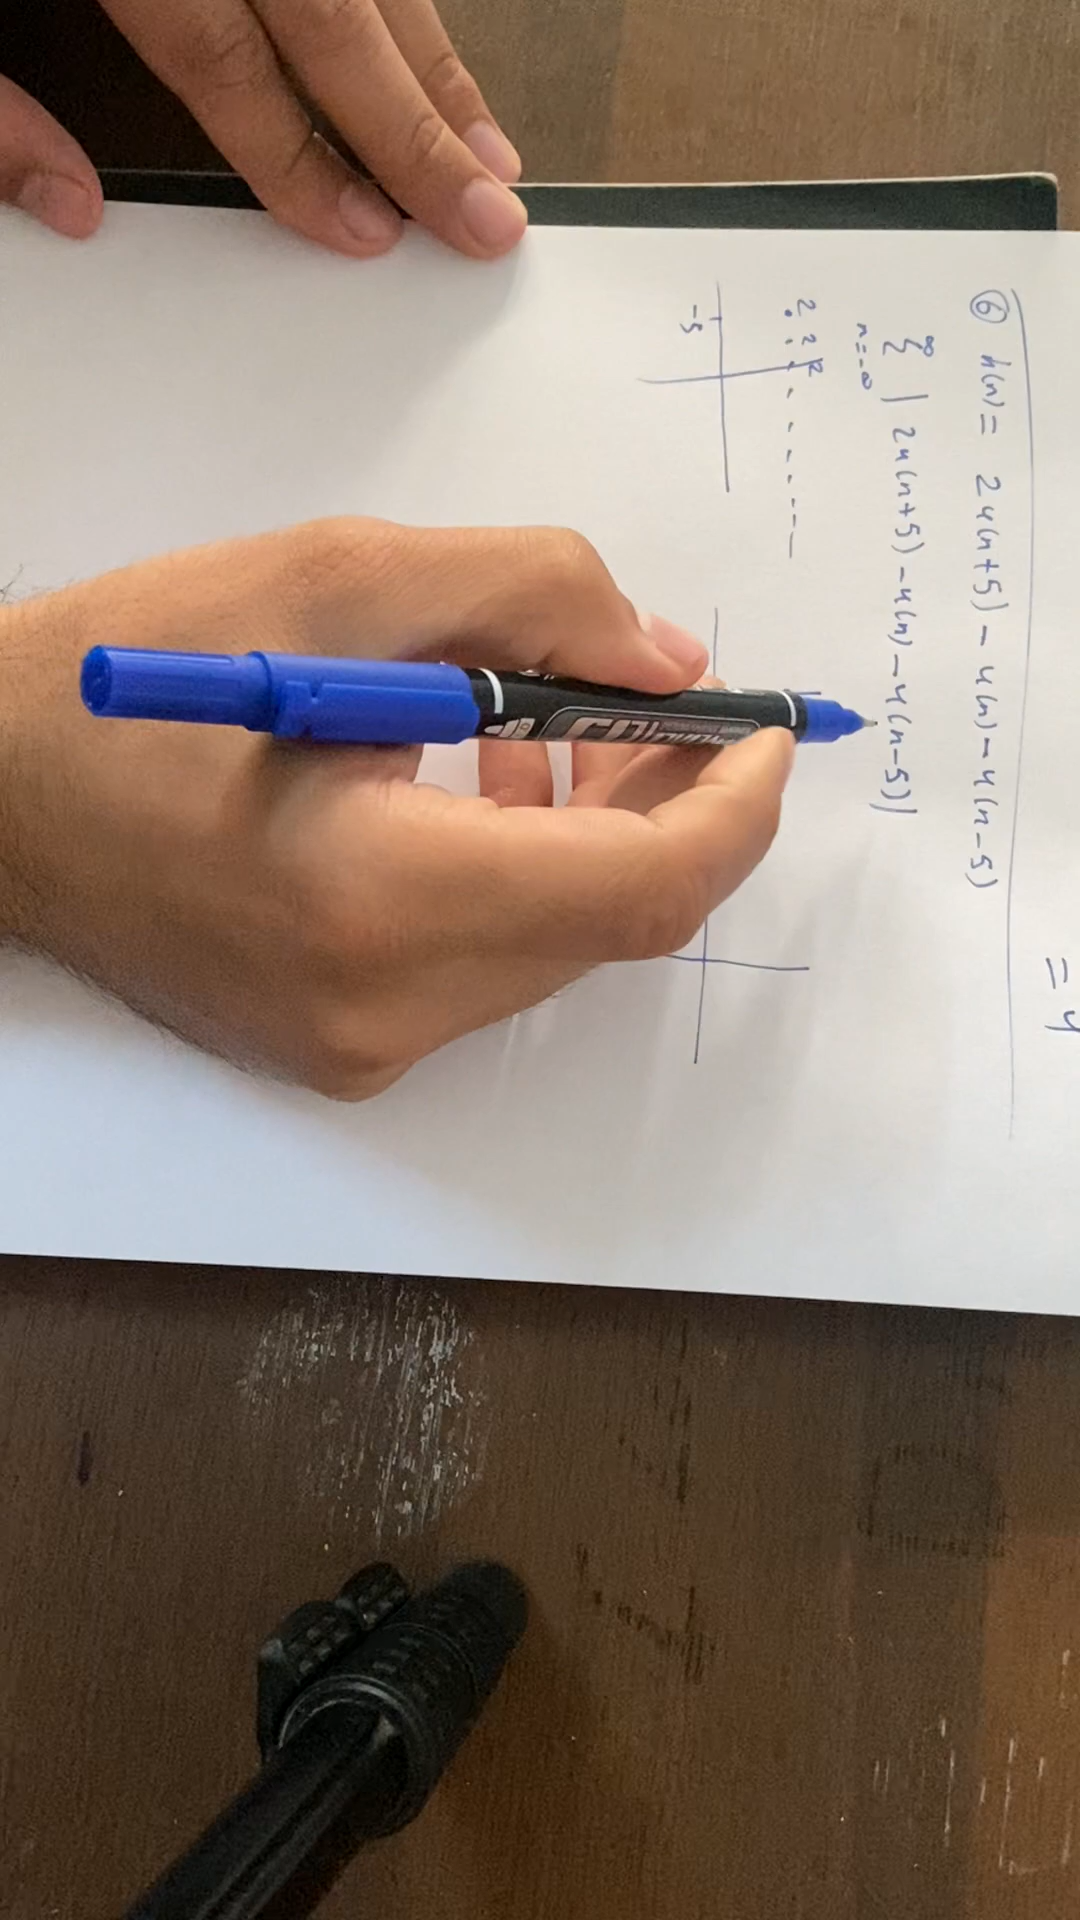 = 4
⑥ h(n) = 2u(n+5) - u(n) - u(n-5)
∞
Σ | 2u(n+5) - u(n) - u(n-5) |
n=-∞
2 2 2
-5